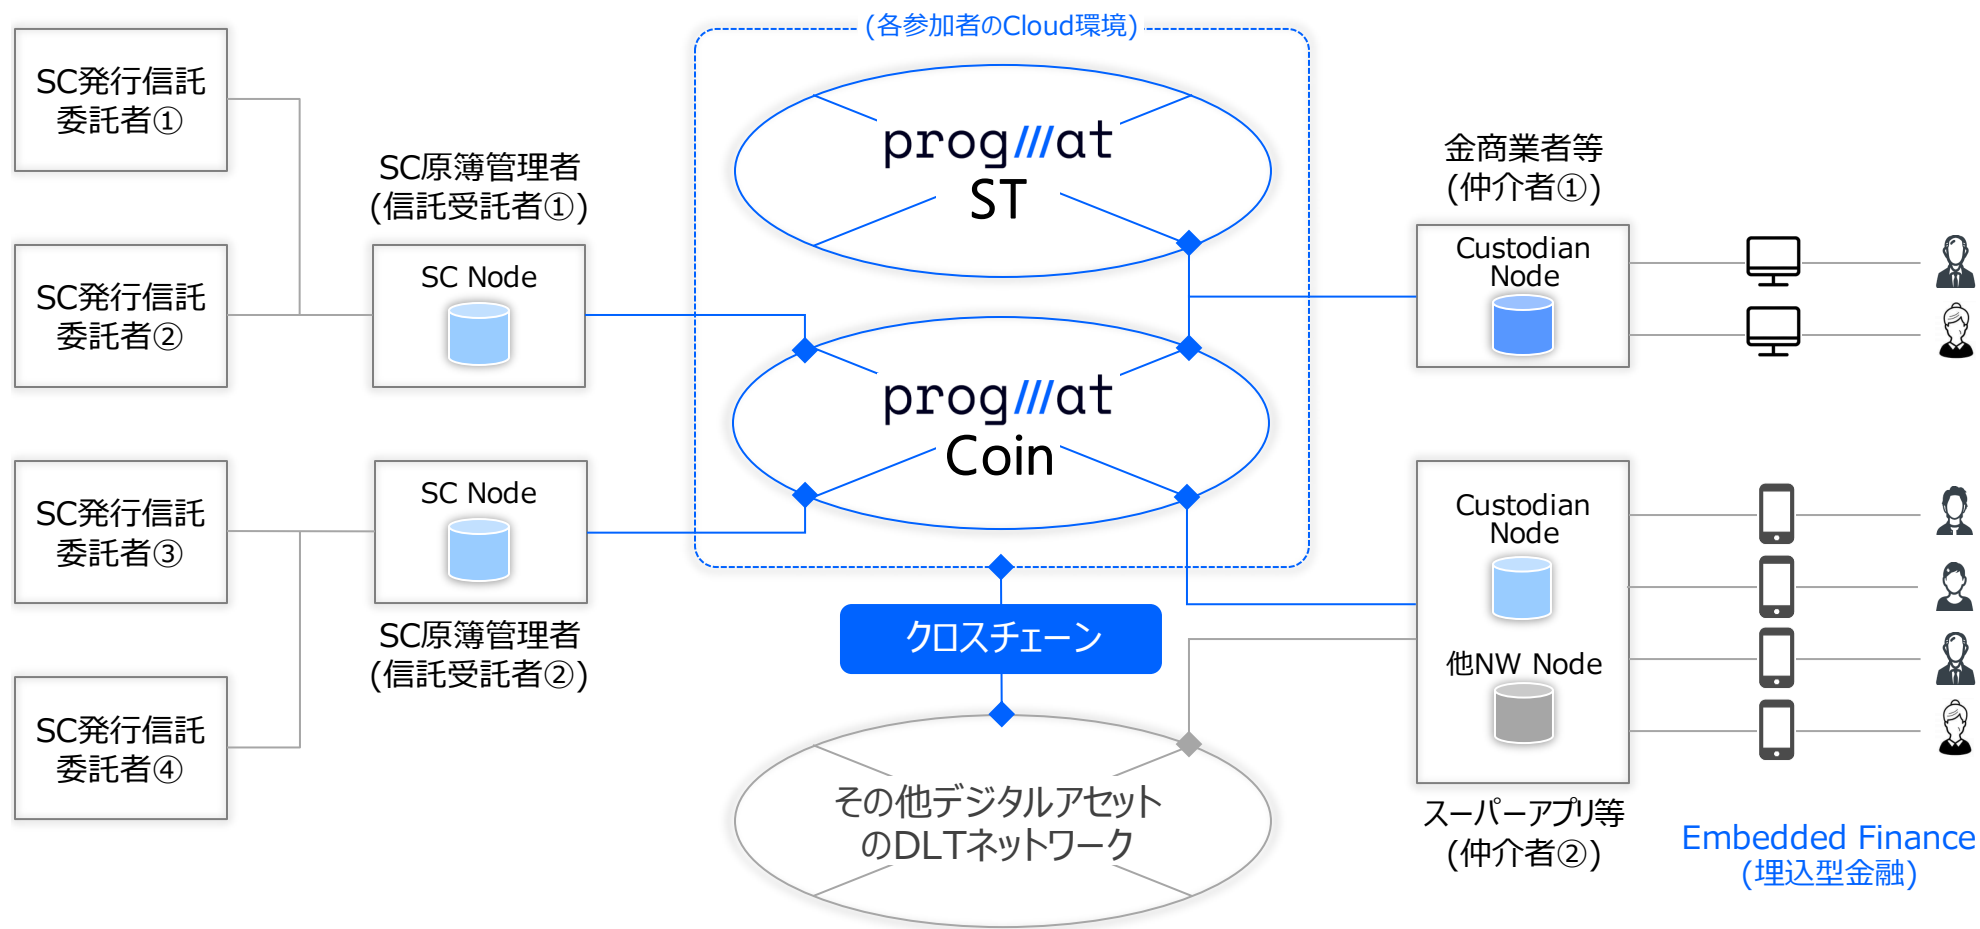 (各参加者のCloud環境)
SC発行信託
委託者①
SC発行信託
委託者②
SC発行信託
委託者③
SC発行信託
委託者④
SC原簿管理者
(信託受託者①)
SC Node
SC Node
SC原簿管理者
(信託受託者②)
progmat
ST
progmat
Coin
クロスチェーン
その他デジタルアセット
のDLTネットワーク
金商業者等
(仲介者①)
Custodian
Node
Custodian
Node
他NW Node
スーパーアプリ等
(仲介者②)
Embedded Finance
(埋込型金融)